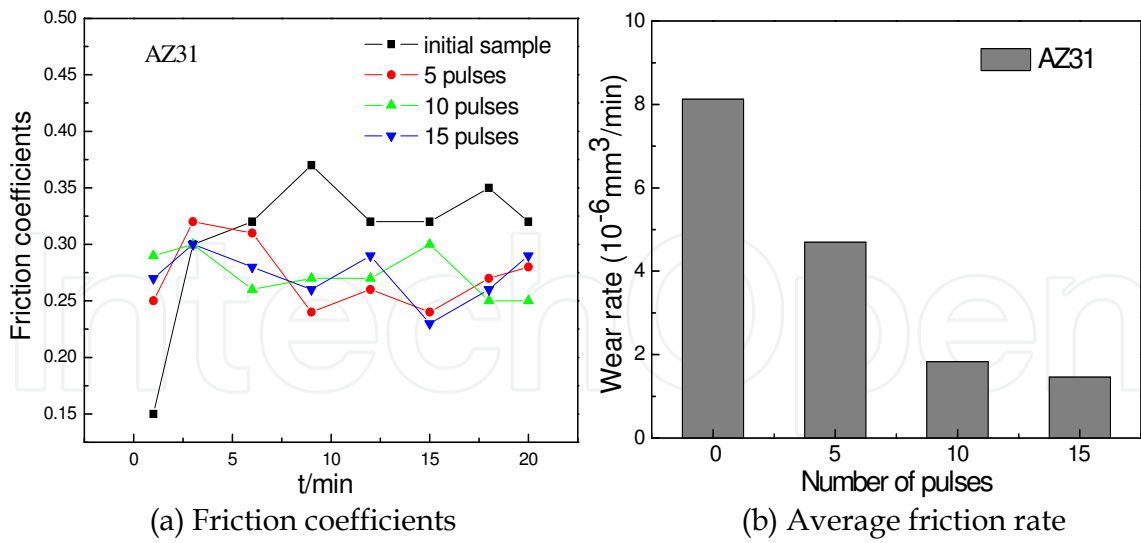 0.50
0.45
0.40
0.35
0.30
0.25
0.20
0.15
Friction coefficients
AZ31
initial sample
5 pulses
10 pulses
15 pulses
0 5 10 15 20
t/min
(a) Friction coefficients
10
8
6
4
2
0
Wear rate (10⁻⁶mm³/min)
AZ31
0 5 10 15
Number of pulses
(b) Average friction rate
Intech Open